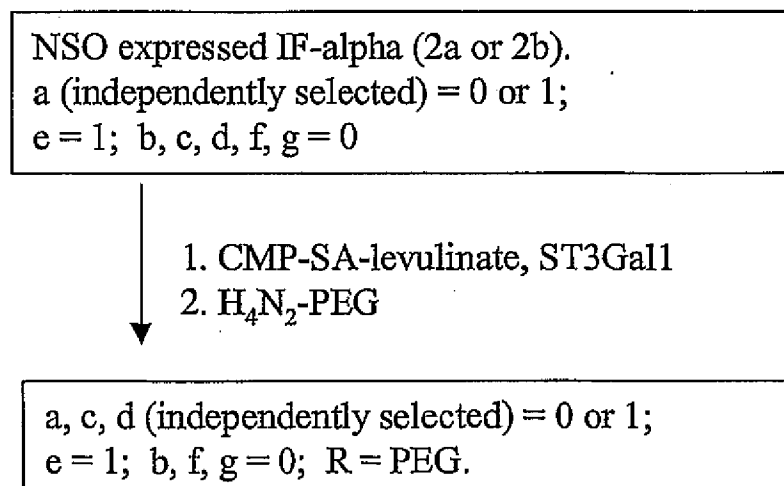 NSO expressed IF-alpha (2a or 2b).
a (independently selected) = 0 or 1;
e = 1; b, c, d, f, g = 0
1. CMP-SA-levulinate, ST3Gal1
2. H₄N₂-PEG
a, c, d (independently selected) = 0 or 1;
e = 1; b, f, g = 0; R = PEG.